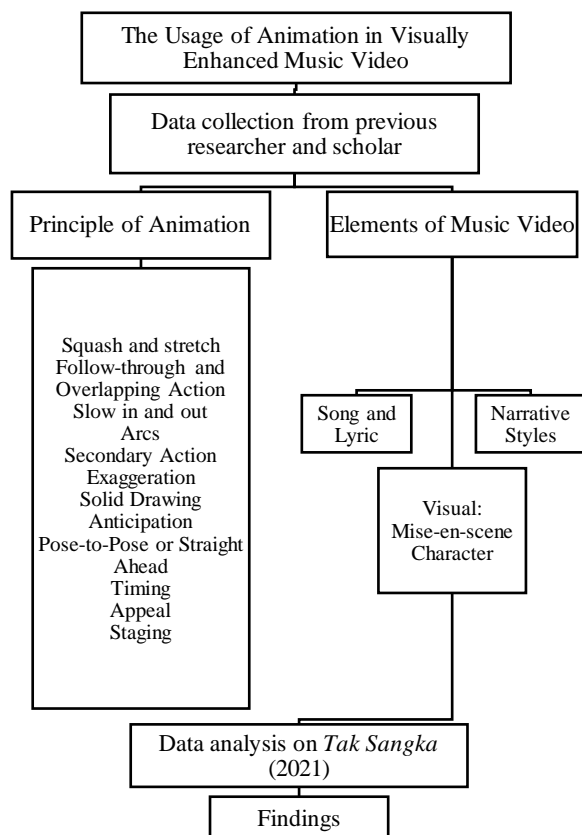 The Usage of Animation in Visually
Enhanced Music Video
Data collection from previous
researcher and scholar
Principle of Animation
Elements of Music Video
Squash and stretch
Follow-through and
Overlapping Action
Slow in and out
Arcs
Secondary Action
Exaggeration
Solid Drawing
Anticipation
Pose-to-Pose or Straight
Ahead
Timing
Appeal
Staging
Song and
Lyric
Narrative
Styles
Visual:
Mise-en-scene
Character
Data analysis on Tak Sangka
(2021)
Findings